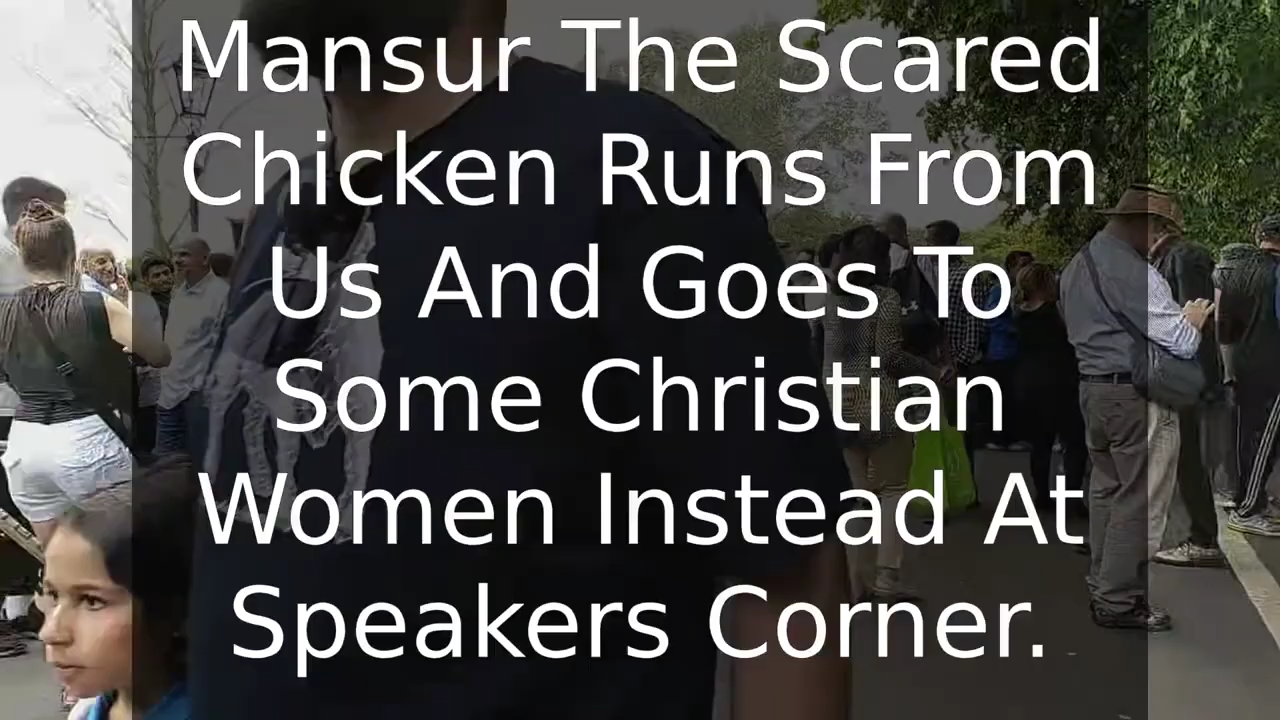 Mansur The Scared
Chicken Runs From
Us And Goes To
Some Christian
Women Instead At
Speakers Corner.